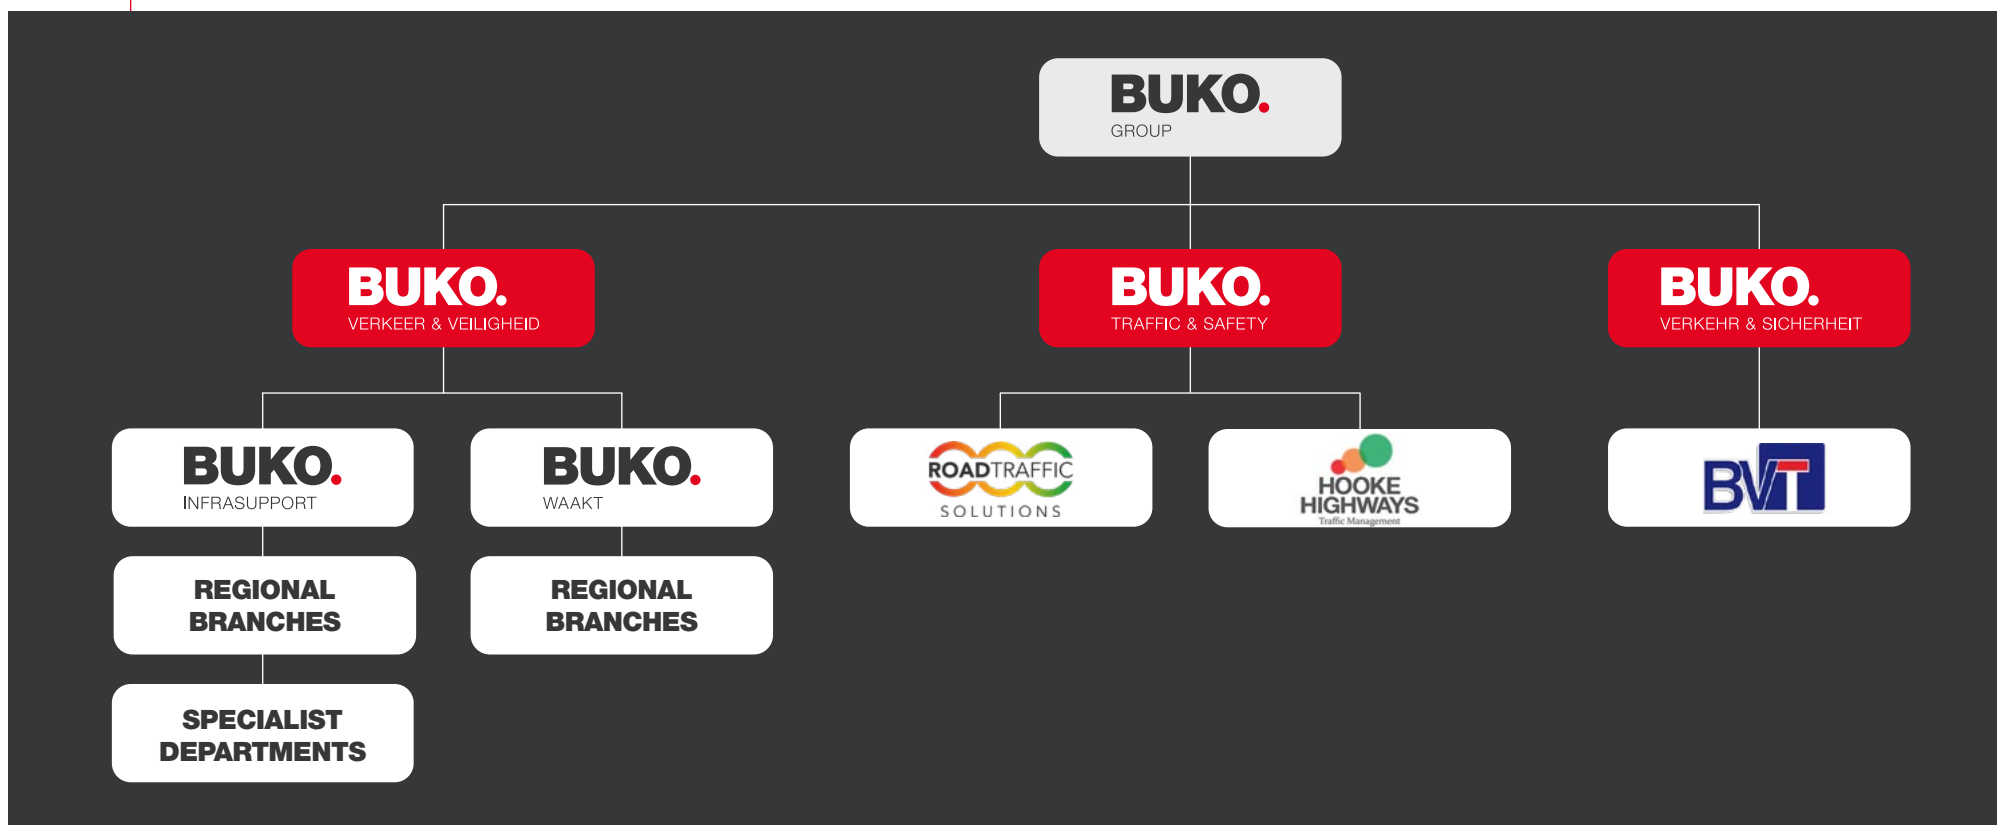 BUKO.
GROUP
BUKO.
VERKEER & VEILIGHEID
BUKO.
TRAFFIC & SAFETY
BUKO.
VERKEHR & SICHERHEIT
BUKO.
INFRASUPPORT
BUKO.
WAAKT
ROADTRAFFIC
SOLUTIONS
HOOKE
HIGHWAYS
Traffic Management
BVT
REGIONAL
BRANCHES
REGIONAL
BRANCHES
SPECIALIST
DEPARTMENTS